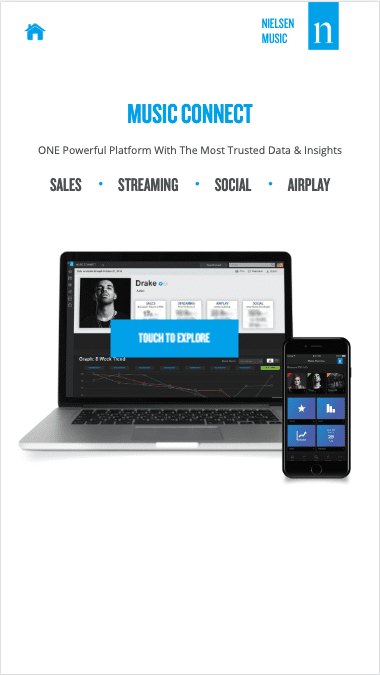 NIELSEN
MUSIC
n
MUSIC CONNECT
ONE Powerful Platform With The Most Trusted Data & Insights
SALES • STREAMING • SOCIAL • AIRPLAY
Drake
SALES STREAMING AIRPLAY SOCIAL
TOUCH TO EXPLORE
Graph: 8 Week Trend